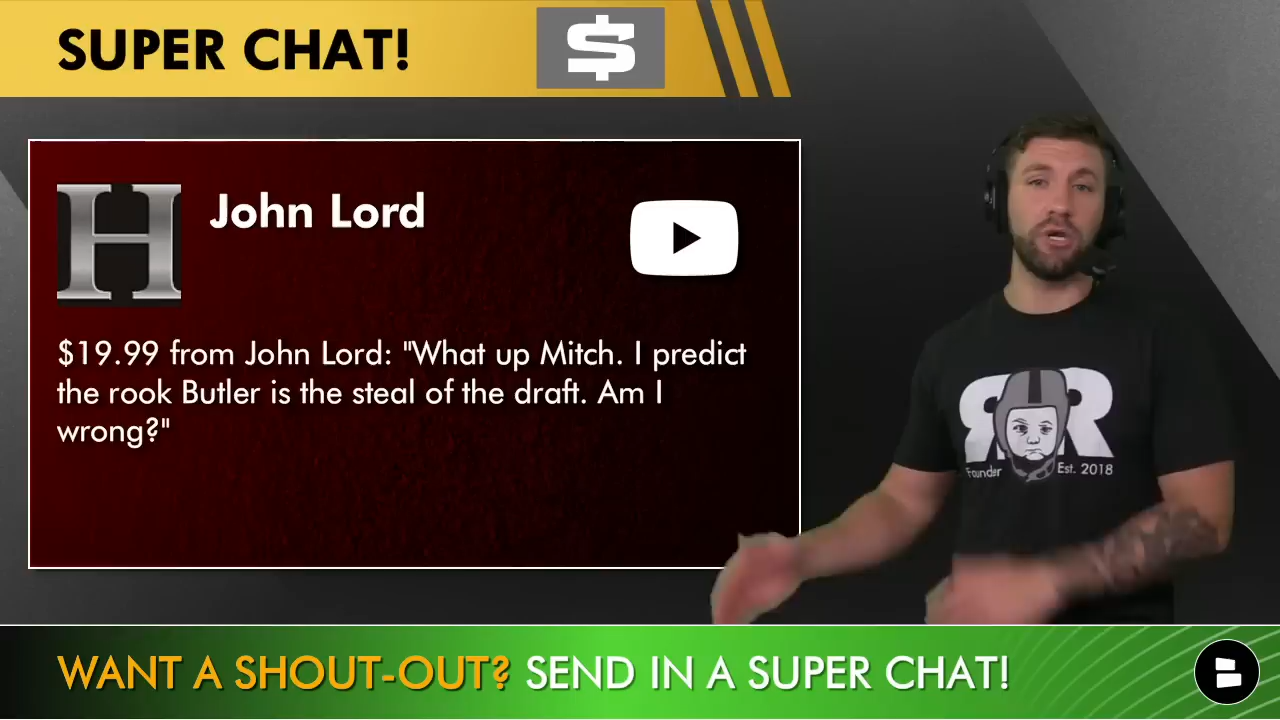 SUPER CHAT!
$
H
John Lord
$19.99 from John Lord: "What up Mitch. I predict
the rook Butler is the steal of the draft. Am I
wrong?"
RR
Founder Est. 2018
WANT A SHOUT-OUT? SEND IN A SUPER CHAT!